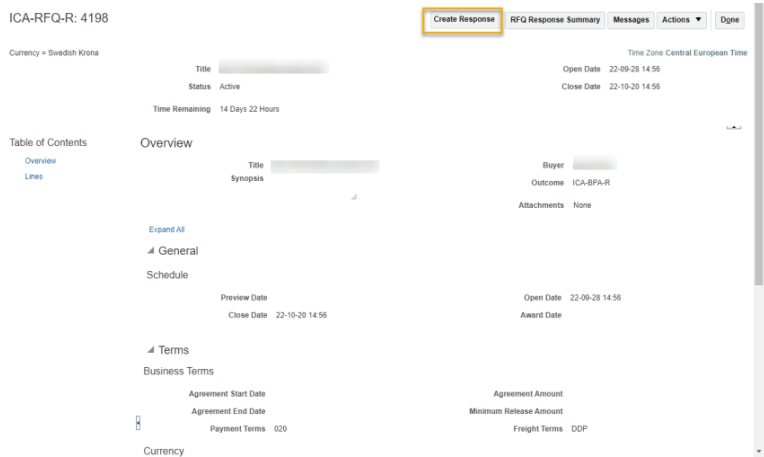 ICA-RFQ-R: 4198
Create Response RFQ Response Summary Messages Actions ▼ Done
Currency = Swedish Krona Time Zone Central European Time
Title Open Date 22-09-28 14:56
Status Active Close Date 22-10-20 14:56
Time Remaining 14 Days 22 Hours
Table of Contents
Overview
Lines
Overview
Title Buyer
Synopsis Outcome ICA-BPA-R
Attachments None
Expand All
General
Schedule
Preview Date Open Date 22-09-28 14:56
Close Date 22-10-20 14:56 Award Date
Terms
Business Terms
Agreement Start Date Agreement Amount
Agreement End Date Minimum Release Amount
Payment Terms 020 Freight Terms DDP
Currency